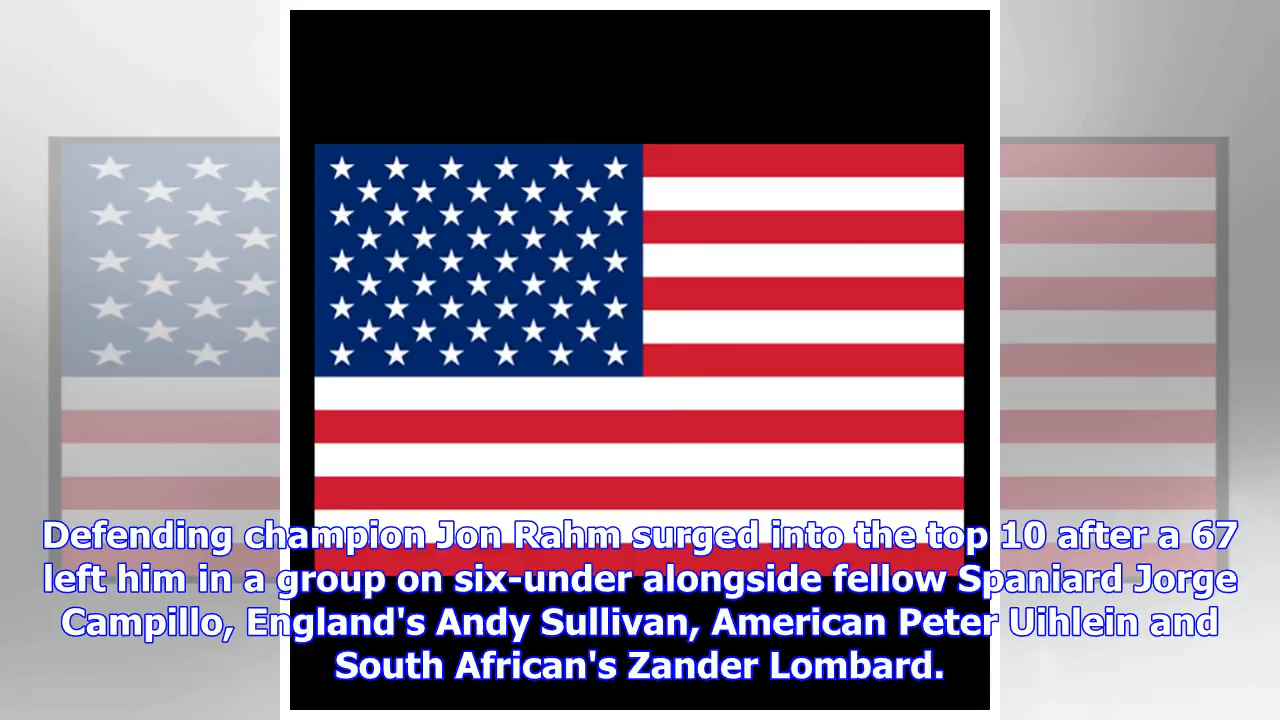 Defending champion Jon Rahm surged into the top 10 after a 67
left him in a group on six-under alongside fellow Spaniard Jorge
Campillo, England's Andy Sullivan, American Peter Uihlein and
South African's Zander Lombard.